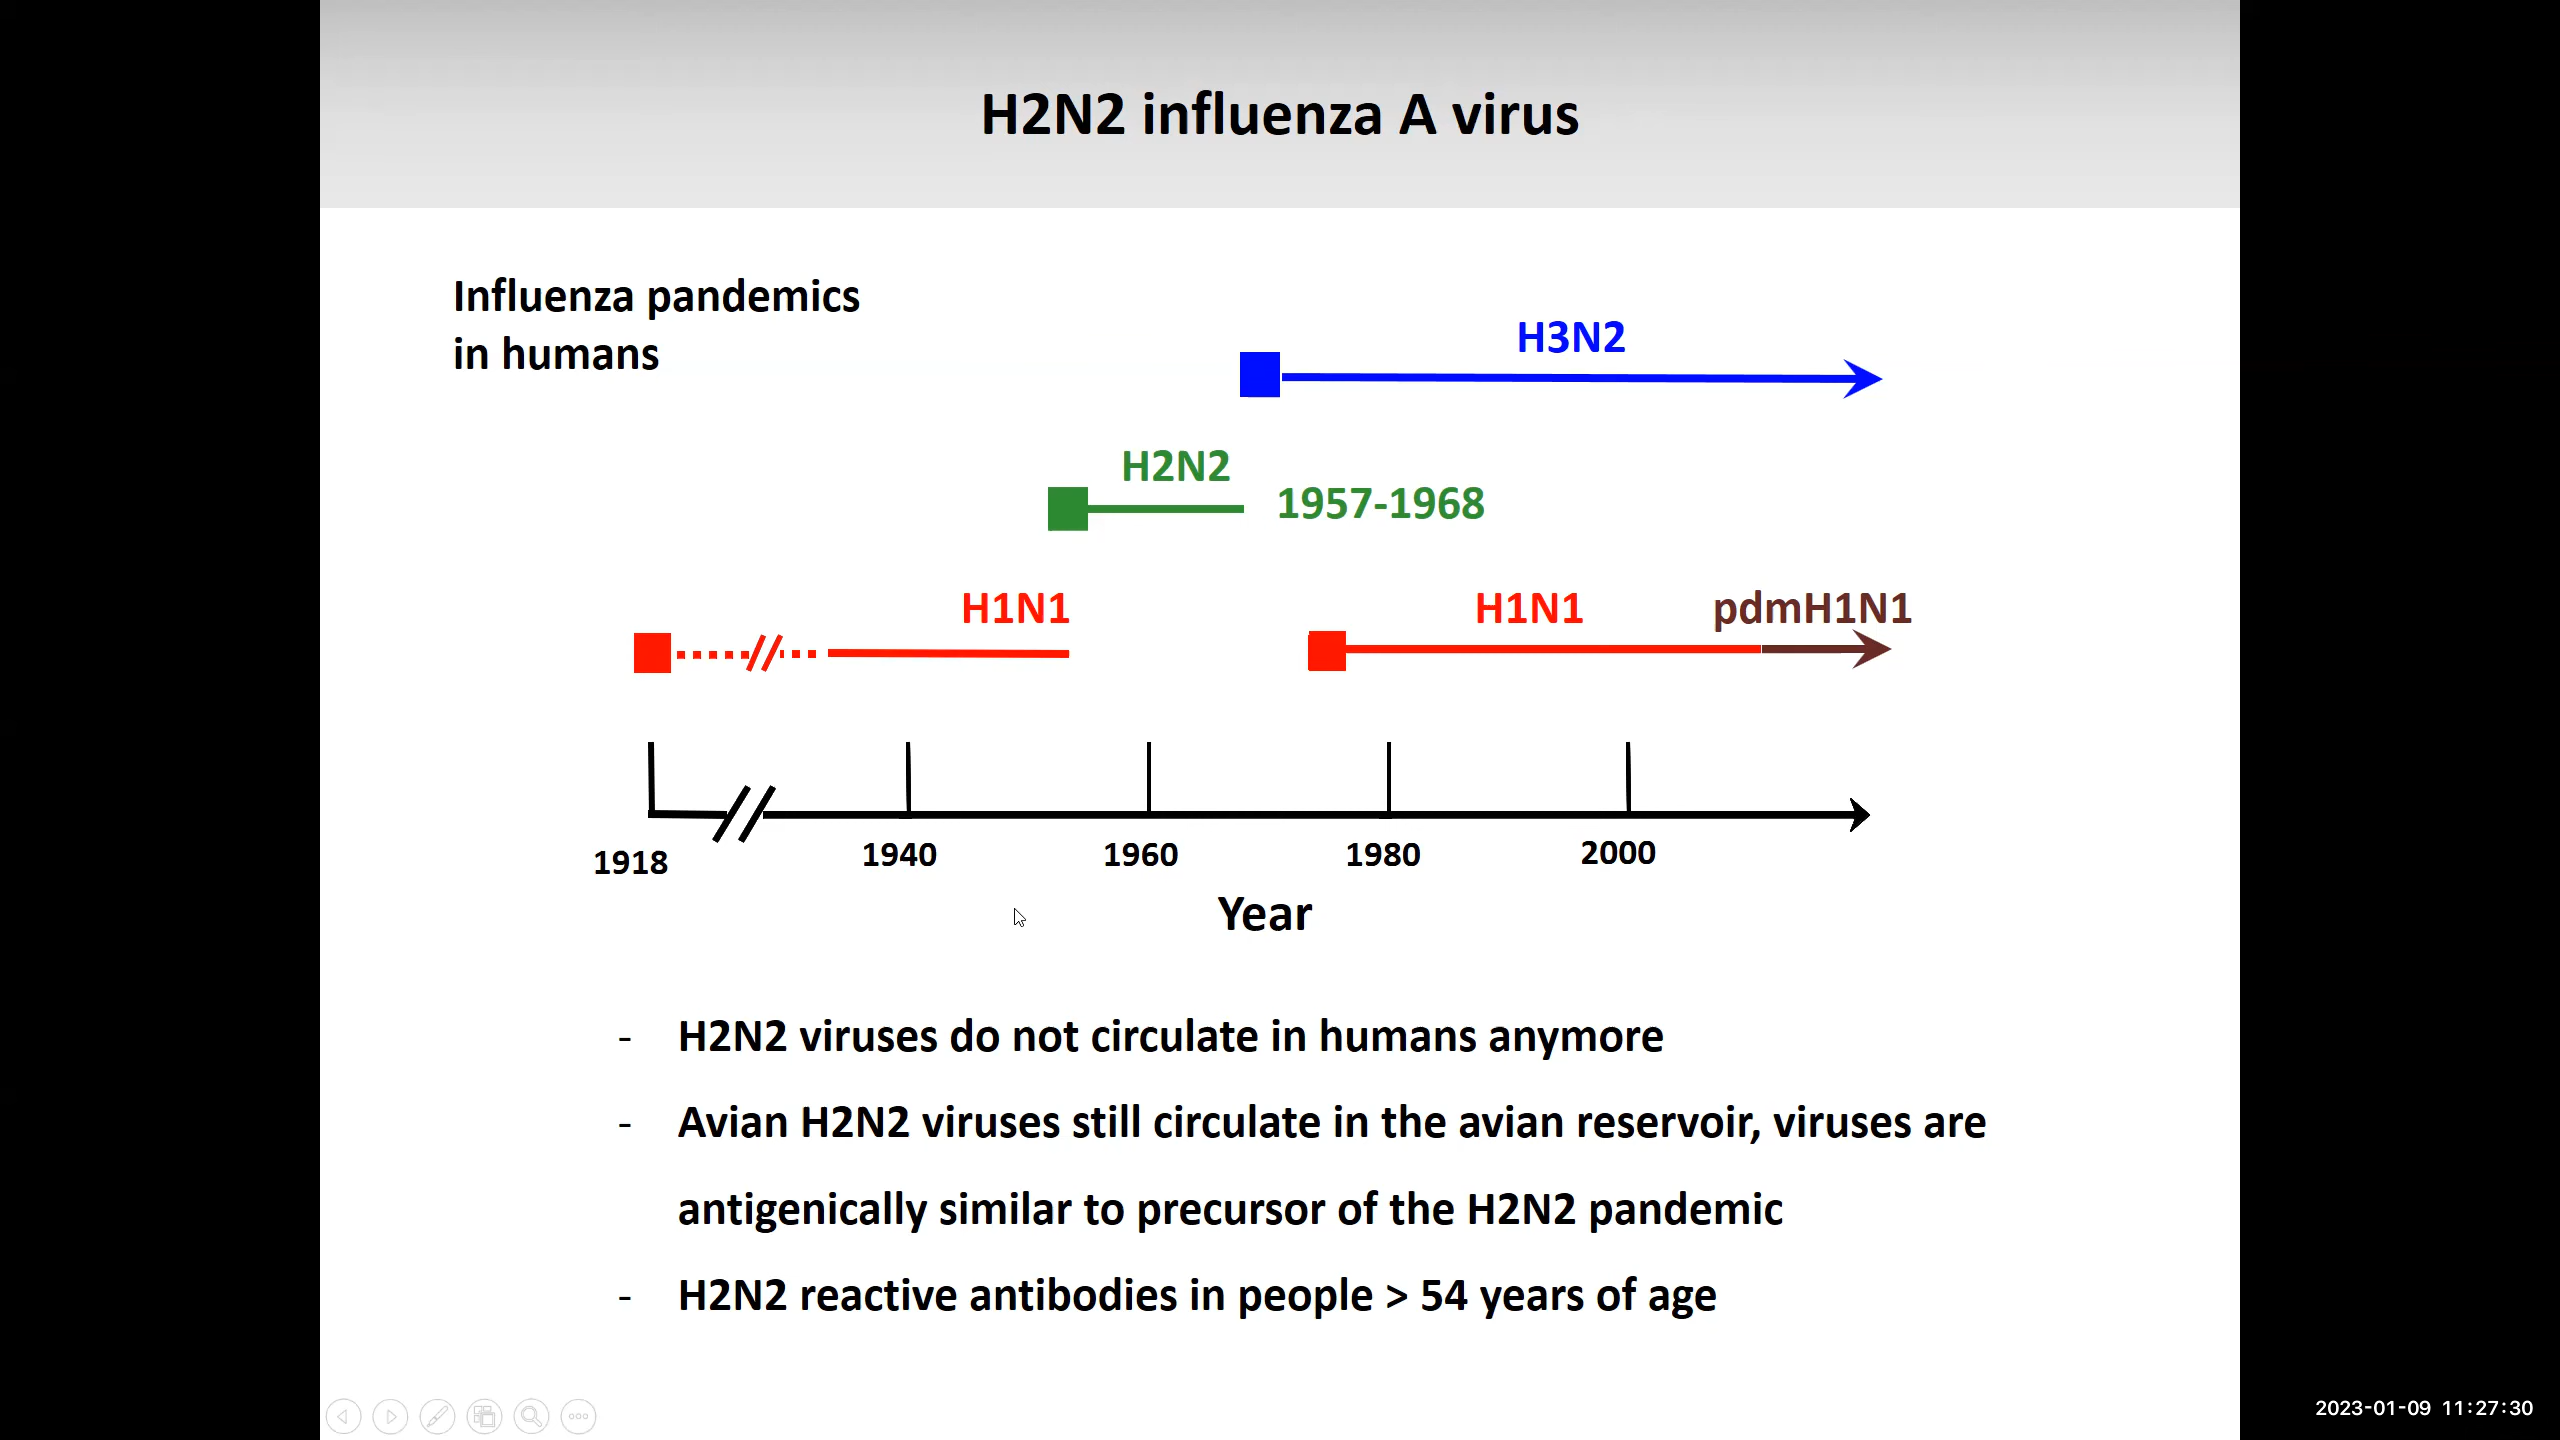 H2N2 influenza A virus
Influenza pandemics
in humans
H3N2
H2N2
1957-1968
H1N1
H1N1
pdmH1N1
1918
1940
1960
1980
2000
Year
- H2N2 viruses do not circulate in humans anymore
- Avian H2N2 viruses still circulate in the avian reservoir, viruses are
antigenically similar to precursor of the H2N2 pandemic
- H2N2 reactive antibodies in people > 54 years of age
2023-01-09 11:27:30